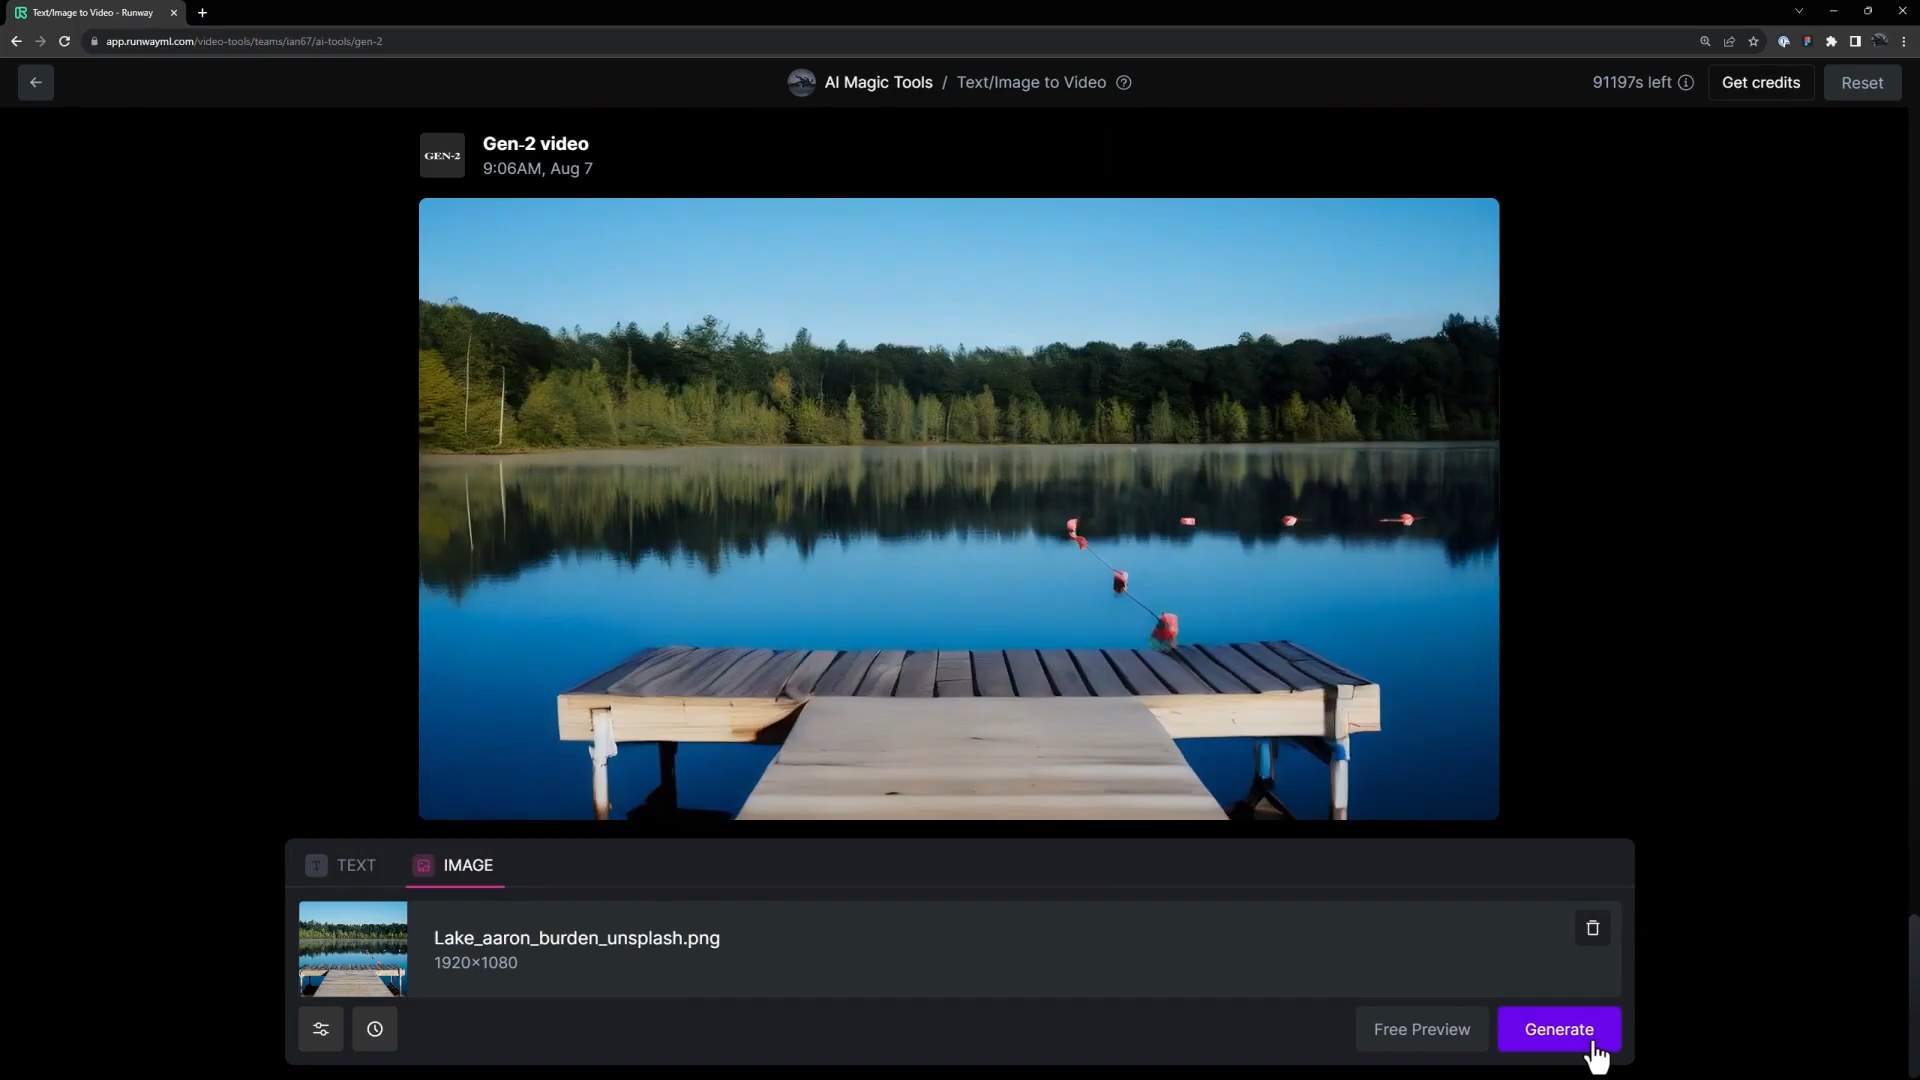 Text/Image to Video - Runway
app.runwayml.com/video-tools/teams/ian67/ai-tools/gen-2
AI Magic Tools / Text/Image to Video
91197s left
Get credits
Reset
GEN-2
Gen-2 video
9:06AM, Aug 7
T TEXT
IMAGE
Lake_aaron_burden_unsplash.png
1920×1080
Free Preview
Generate